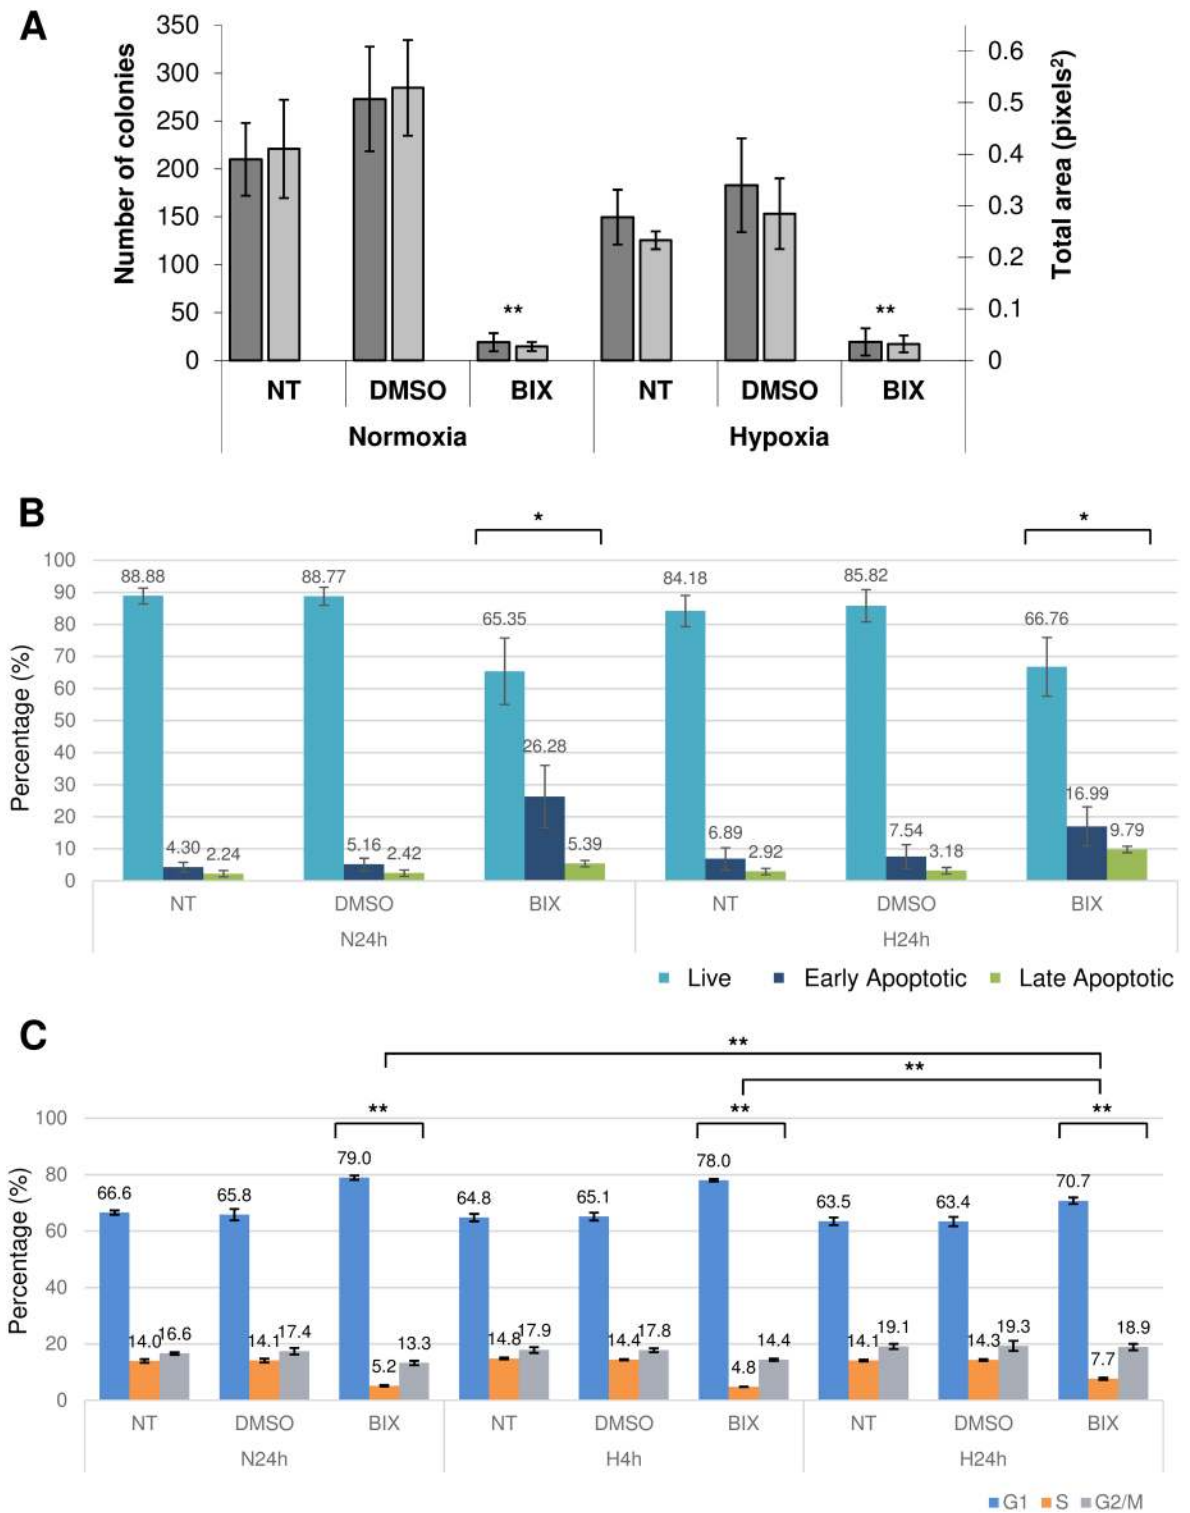 A
350
300
250
200
150
100
50
0
Number of colonies
0.6
0.5
0.4
0.3
0.2
0.1
0
Total area (pixels²)
** **
NT DMSO BIX NT DMSO BIX
Normoxia Hypoxia
B
* *
100
90
80
70
60
50
40
30
20
10
0
Percentage (%)
88.88 4.30 2.24 88.77 5.16 2.42 65.35 26.28 5.39 84.18 6.89 2.92 85.82 7.54 3.18 66.76 16.99 9.79
NT DMSO BIX NT DMSO BIX
N24h H24h
Live Early Apoptotic Late Apoptotic
C
**
**
** ** **
100
80
60
40
20
0
Percentage (%)
66.6 14.0 16.6 65.8 14.1 17.4 79.0 5.2 13.3 64.8 14.8 17.9 65.1 14.4 17.8 78.0 4.8 14.4 63.5 14.1 19.1 63.4 14.3 19.3 70.7 7.7 18.9
NT DMSO BIX NT DMSO BIX NT DMSO BIX
N24h H4h H24h
G1 S G2/M